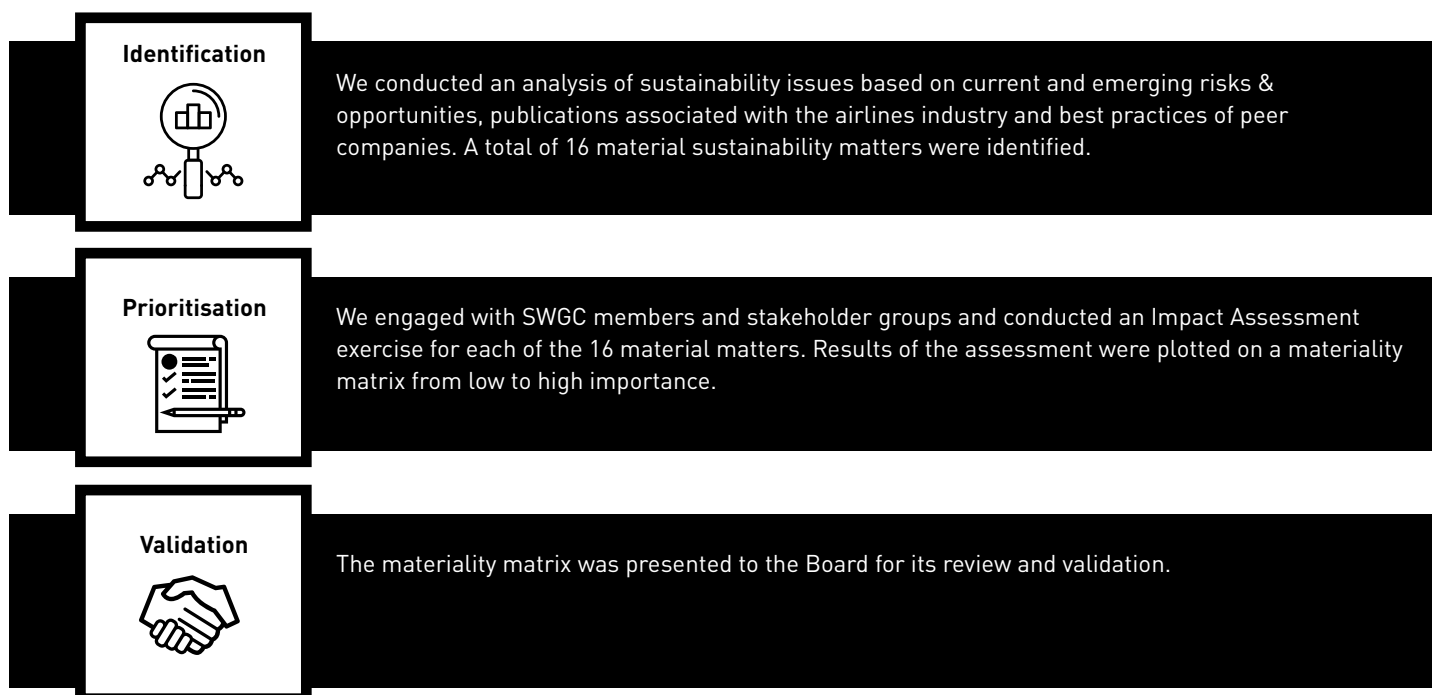 Identification
We conducted an analysis of sustainability issues based on current and emerging risks &
opportunities, publications associated with the airlines industry and best practices of peer
companies. A total of 16 material sustainability matters were identified.
Prioritisation
We engaged with SWGC members and stakeholder groups and conducted an Impact Assessment
exercise for each of the 16 material matters. Results of the assessment were plotted on a materiality
matrix from low to high importance.
Validation
The materiality matrix was presented to the Board for its review and validation.